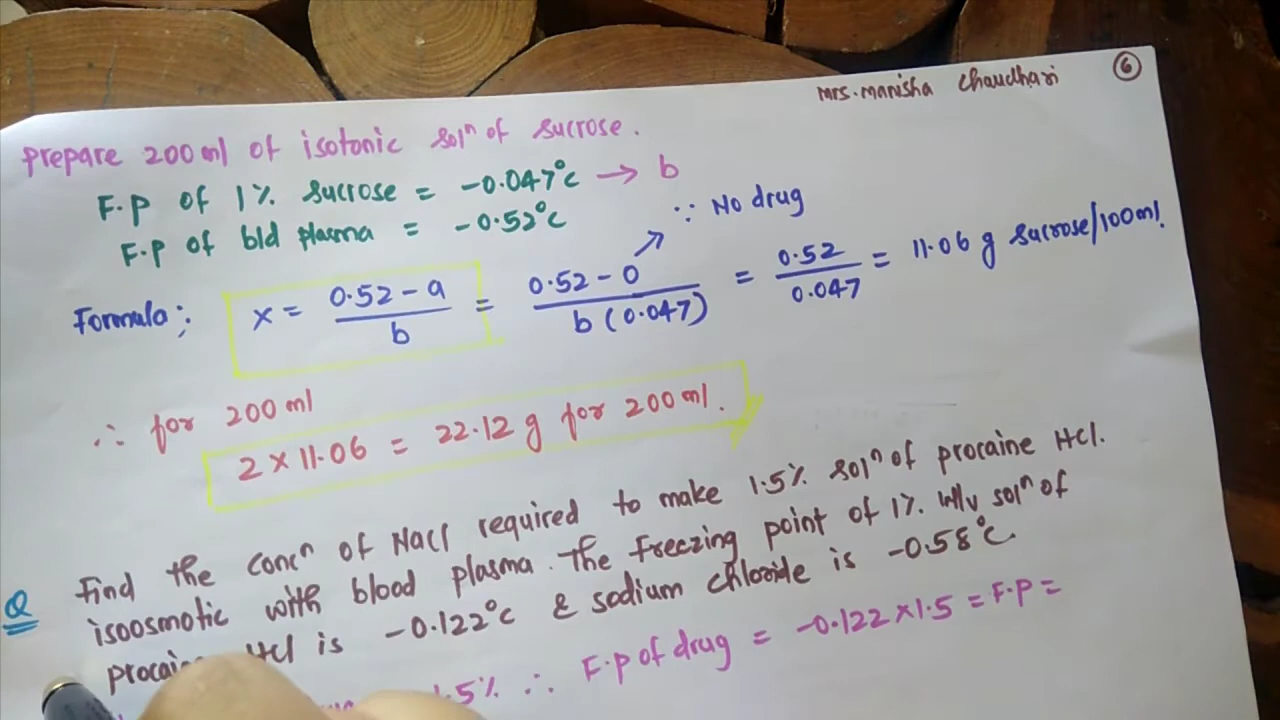 Mrs. Manisha Chaudhari 6
Prepare 200 ml of isotonic solⁿ of sucrose.
F.p of 1% sucrose = -0.047°c → b
F.p of bld plasma = -0.52°c
∵ No drug
Formula: x = 0.52 - a / b = 0.52 - 0 / b (0.047) = 0.52 / 0.047 = 11.06 g sucrose/100ml.
∴ for 200 ml
2 × 11.06 = 22.12 g for 200 ml.
Q Find the concⁿ of NaCl required to make 1.5% solⁿ of procaine HCl.
isoosmotic with blood plasma. The freezing point of 1% w/v solⁿ of
HCl is -0.122°c & sodium chloride is -0.58°c.
1.5% ∴ F.p of drug = -0.122×1.5 = F.p =